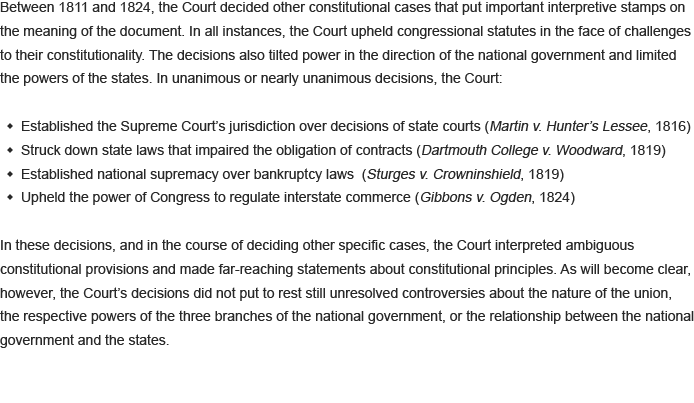 Between 1811 and 1824, the Court decided other constitutional cases that put important interpretive stamps on
the meaning of the document. In all instances, the Court upheld congressional statutes in the face of challenges
to their constitutionality. The decisions also tilted power in the direction of the national government and limited
the powers of the states. In unanimous or nearly unanimous decisions, the Court:
◆ Established the Supreme Court’s jurisdiction over decisions of state courts (Martin v. Hunter’s Lessee, 1816)
◆ Struck down state laws that impaired the obligation of contracts (Dartmouth College v. Woodward, 1819)
◆ Established national supremacy over bankruptcy laws  (Sturges v. Crowninshield, 1819)
◆ Upheld the power of Congress to regulate interstate commerce (Gibbons v. Ogden, 1824)
In these decisions, and in the course of deciding other specific cases, the Court interpreted ambiguous
constitutional provisions and made far-reaching statements about constitutional principles. As will become clear,
however, the Court’s decisions did not put to rest still unresolved controversies about the nature of the union,
the respective powers of the three branches of the national government, or the relationship between the national
government and the states.